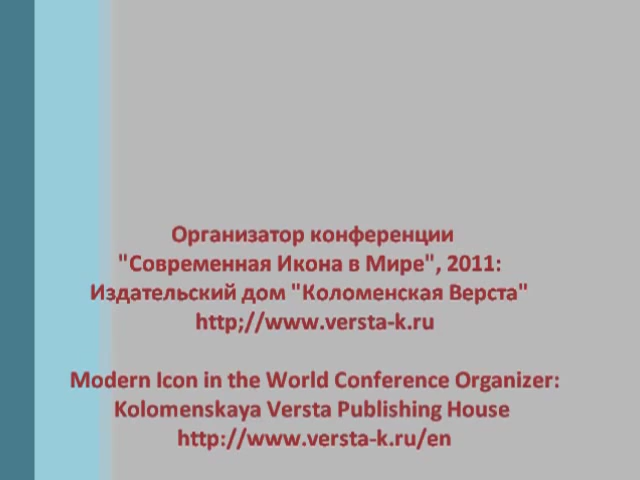 Организатор конференции
"Современная Икона в Мире", 2011:
Издательский дом "Коломенская Верста"
http;//www.versta-k.ru
Modern Icon in the World Conference Organizer:
Kolomenskaya Versta Publishing House
http://www.versta-k.ru/en